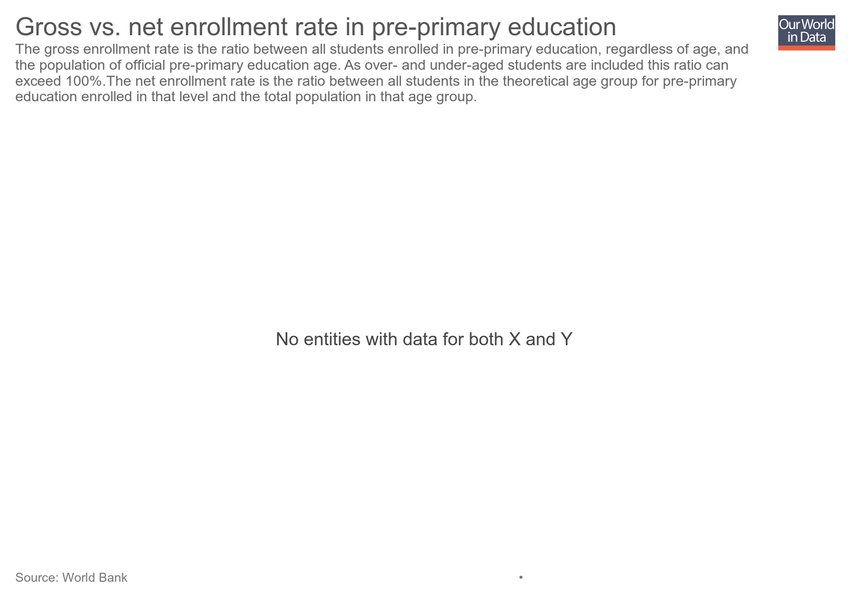 Gross vs. net enrollment rate in pre-primary education
Our World
in Data
The gross enrollment rate is the ratio between all students enrolled in pre-primary education, regardless of age, and
the population of official pre-primary education age. As over- and under-aged students are included this ratio can
exceed 100%.The net enrollment rate is the ratio between all students in the theoretical age group for pre-primary
education enrolled in that level and the total population in that age group.
No entities with data for both X and Y
Source: World Bank
•